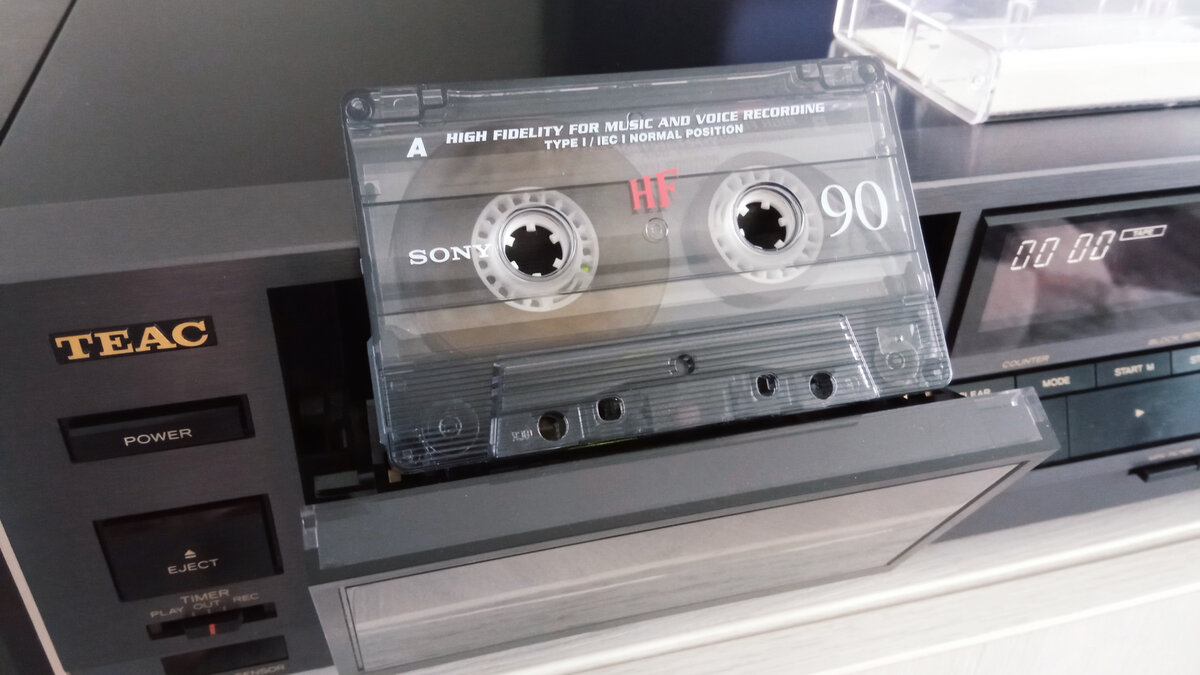 A
HIGH FIDELITY FOR MUSIC AND VOICE RECORDING
TYPE I / IEC I NORMAL POSITION
HF
90
SONY
TEAC
POWER
EJECT
TIMER
PLAY OUT REC
00 00
TAPE
COUNTER
MODE
START M